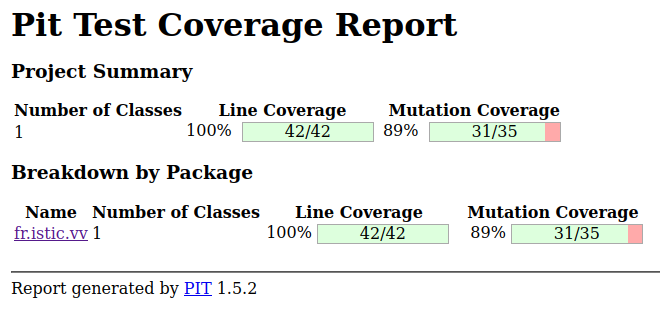 Pit Test Coverage Report
Project Summary
Number of Classes Line Coverage Mutation Coverage
1 100% 42/42 89% 31/35
Breakdown by Package
Name Number of Classes Line Coverage Mutation Coverage
fr.istic.vv 1 100% 42/42 89% 31/35
Report generated by PIT 1.5.2